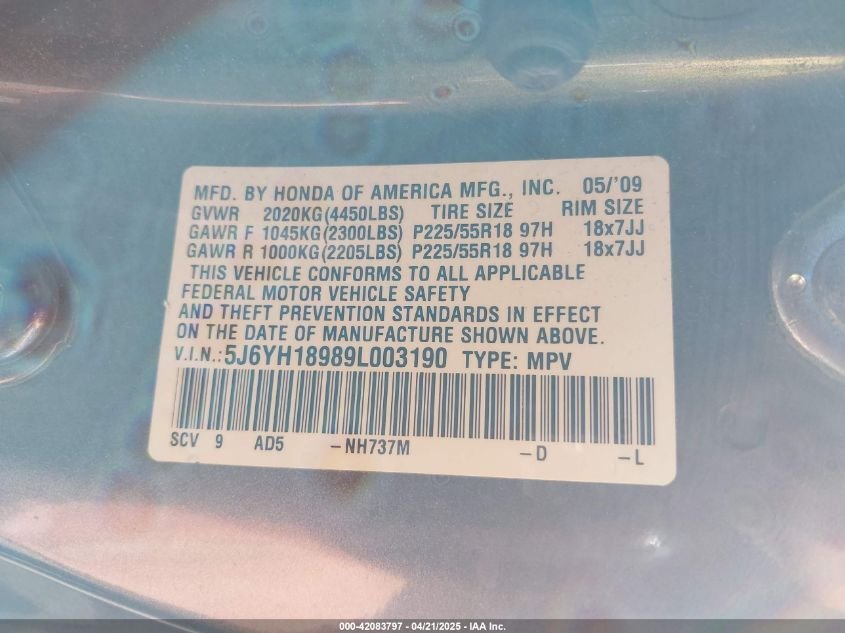 MFD. BY HONDA OF AMERICA MFG., INC. 05/'09
GVWR 2020KG(4450LBS) TIRE SIZE RIM SIZE
GAWR F 1045KG(2300LBS) P225/55R18 97H 18x7JJ
GAWR R 1000KG(2205LBS) P225/55R18 97H 18x7JJ
THIS VEHICLE CONFORMS TO ALL APPLICABLE
FEDERAL MOTOR VEHICLE SAFETY
AND THEFT PREVENTION STANDARDS IN EFFECT
ON THE DATE OF MANUFACTURE SHOWN ABOVE.
V.I.N.:5J6YH18989L003190 TYPE: MPV
SCV 9 AD5 -NH737M -D -L
000-42083797 - 04/21/2025 - IAA Inc.